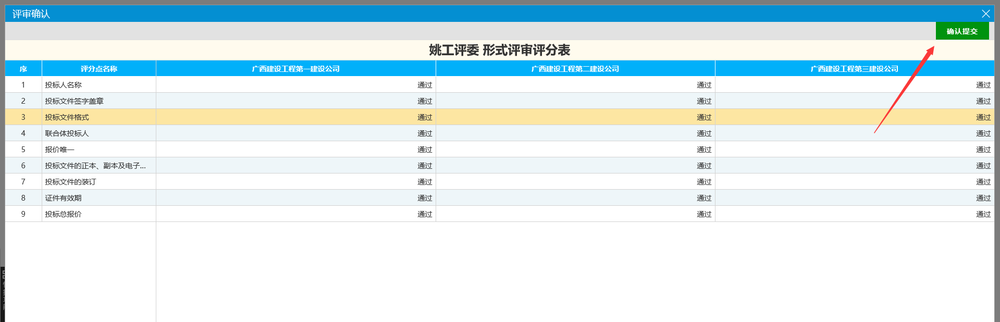 评审确认
确认提交
姚工评委 形式评审评分表
序 评分点名称 广西建设工程第一建设公司 广西建设工程第二建设公司 广西建设工程第三建设公司
1 投标人名称 通过 通过 通过
2 投标文件签字盖章 通过 通过 通过
3 投标文件格式 通过 通过 通过
4 联合体投标人 通过 通过 通过
5 报价唯一 通过 通过 通过
6 投标文件的正本、副本及电子... 通过 通过 通过
7 投标文件的装订 通过 通过 通过
8 证件有效期 通过 通过 通过
9 投标总报价 通过 通过 通过